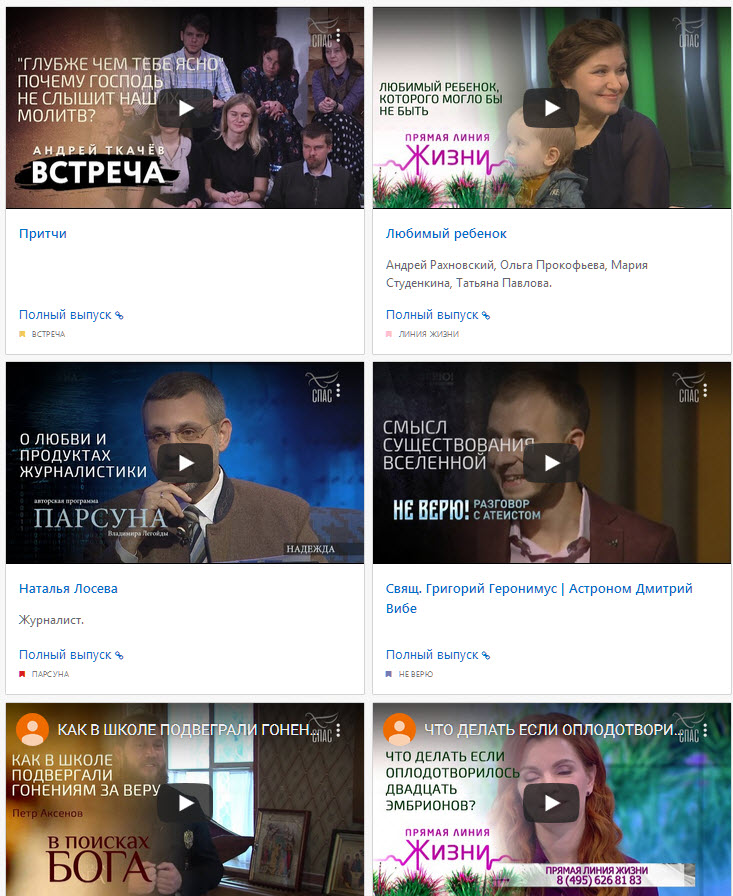 СПАС
"ГЛУБЖЕ ЧЕМ ТЕБЕ ЯСНО"
ПОЧЕМУ ГОСПОДЬ
НЕ СЛЫШИТ НАШИХ
МОЛИТВ?
АНДРЕЙ ТКАЧЁВ
ВСТРЕЧА
Притчи
Полный выпуск
ВСТРЕЧА
СПАС
ЛЮБИМЫЙ РЕБЕНОК,
КОТОРОГО МОГЛО БЫ
НЕ БЫТЬ
ПРЯМАЯ ЛИНИЯ
Жизни
Любимый ребенок
Андрей Рахновский, Ольга Прокофьева, Мария
Студенкина, Татьяна Павлова.
Полный выпуск
ЛИНИЯ ЖИЗНИ
СПАС
О ЛЮБВИ И
ПРОДУКТАХ
ЖУРНАЛИСТИКИ
авторская программа
ПАРСУНА
Владимира Легойды
НАДЕЖДА
Наталья Лосева
Журналист.
Полный выпуск
ПАРСУНА
СПАС
СМЫСЛ
СУЩЕСТВОВАНИЯ
ВСЕЛЕННОЙ
НЕ ВЕРЮ! РАЗГОВОР
С АТЕИСТОМ
Свящ. Григорий Геронимус | Астроном Дмитрий
Вибе
Полный выпуск
НЕ ВЕРЮ
КАК В ШКОЛЕ ПОДВЕГРАЛИ ГОНЕН...
СПАС
КАК В ШКОЛЕ
ПОДВЕРГАЛИ
ГОНЕНИЯМ ЗА ВЕРУ
Петр Аксенов
В ПОИСКАХ
БОГА
ЧТО ДЕЛАТЬ ЕСЛИ ОПЛОДОТВОРИ...
СПАС
ЧТО ДЕЛАТЬ ЕСЛИ
ОПЛОДОТВОРИЛОСЬ
ДВАДЦАТЬ
ЭМБРИОНОВ?
ПРЯМАЯ ЛИНИЯ
Жизни
ПРЯМАЯ ЛИНИЯ ЖИЗНИ
8 (495) 626 81 83